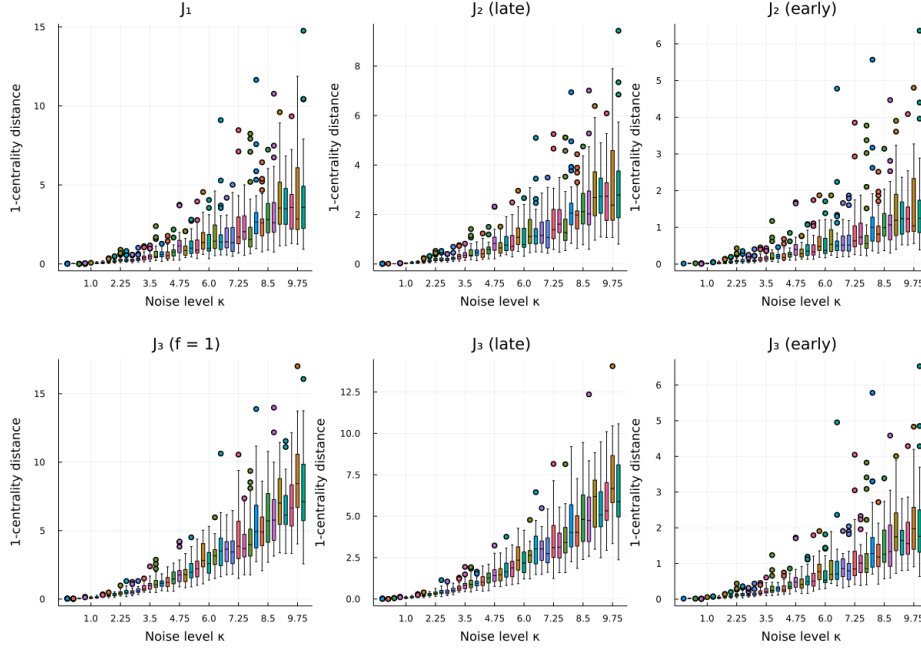 J₁
15
10
5
0
1-centrality distance
1.0 2.25 3.5 4.75 6.0 7.25 8.5 9.75
Noise level κ
J₂ (late)
8
6
4
2
0
1-centrality distance
1.0 2.25 3.5 4.75 6.0 7.25 8.5 9.75
Noise level κ
J₂ (early)
6
5
4
3
2
1
0
1-centrality distance
1.0 2.25 3.5 4.75 6.0 7.25 8.5 9.75
Noise level κ
J₃ (f = 1)
15
10
5
0
1-centrality distance
1.0 2.25 3.5 4.75 6.0 7.25 8.5 9.75
Noise level κ
J₃ (late)
12.5
10.0
7.5
5.0
2.5
0.0
1-centrality distance
1.0 2.25 3.5 4.75 6.0 7.25 8.5 9.75
Noise level κ
J₃ (early)
6
5
4
3
2
1
0
1-centrality distance
1.0 2.25 3.5 4.75 6.0 7.25 8.5 9.75
Noise level κ